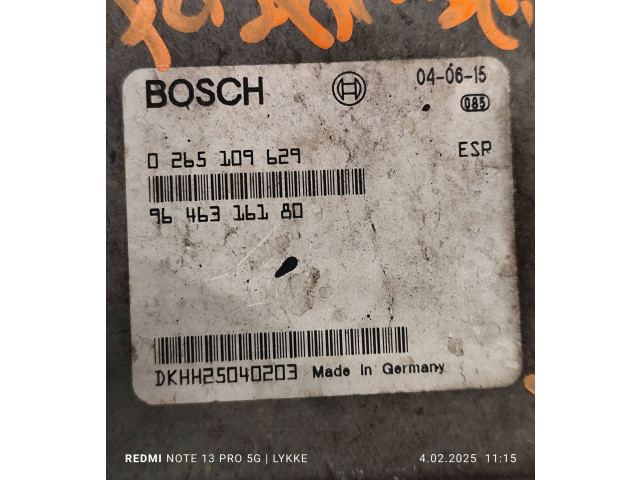 BOSCH
04-06-15
085
0 265 109 629
ESP
96 463 161 80
DKHH25040203 Made In Germany
REDMI NOTE 13 PRO 5G | LYKKE
4.02.2025 11:15